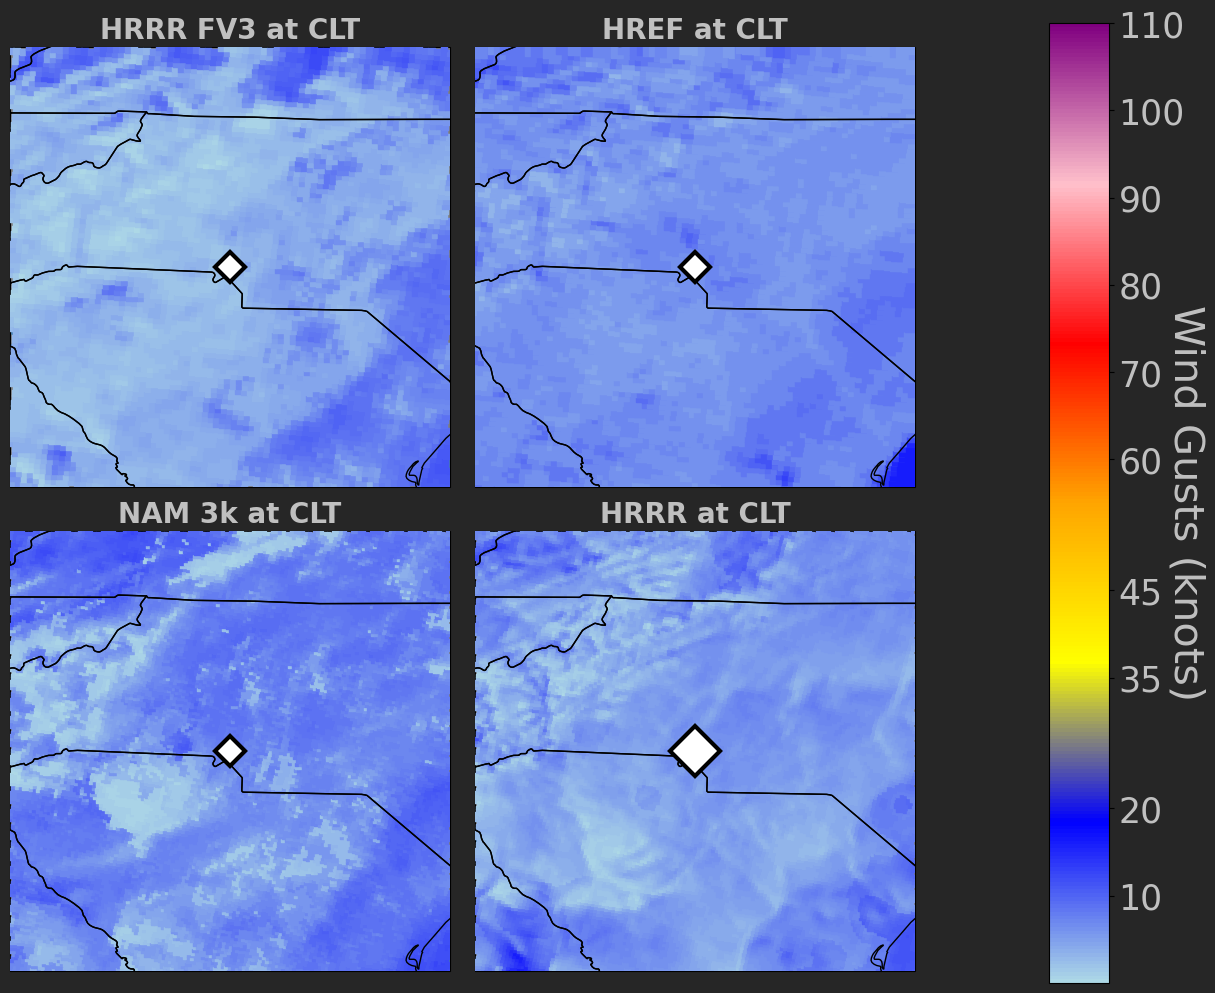 HRRR FV3 at CLT
HREF at CLT
NAM 3k at CLT
HRRR at CLT
110
100
90
80
70
60
45
35
20
10
Wind Gusts (knots)